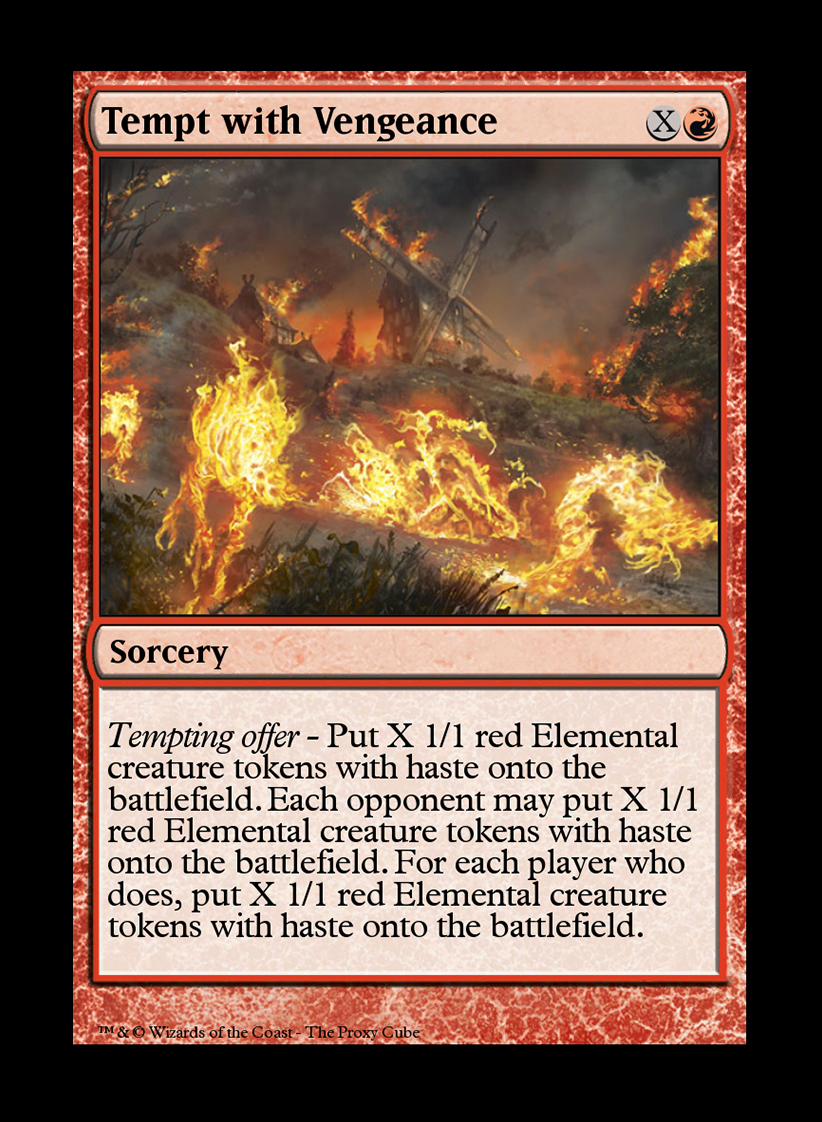 Tempt with Vengeance X
Sorcery
Tempting offer - Put X 1/1 red Elemental
creature tokens with haste onto the
battlefield. Each opponent may put X 1/1
red Elemental creature tokens with haste
onto the battlefield. For each player who
does, put X 1/1 red Elemental creature
tokens with haste onto the battlefield.
™ & © Wizards of the Coast - The Proxy Cube